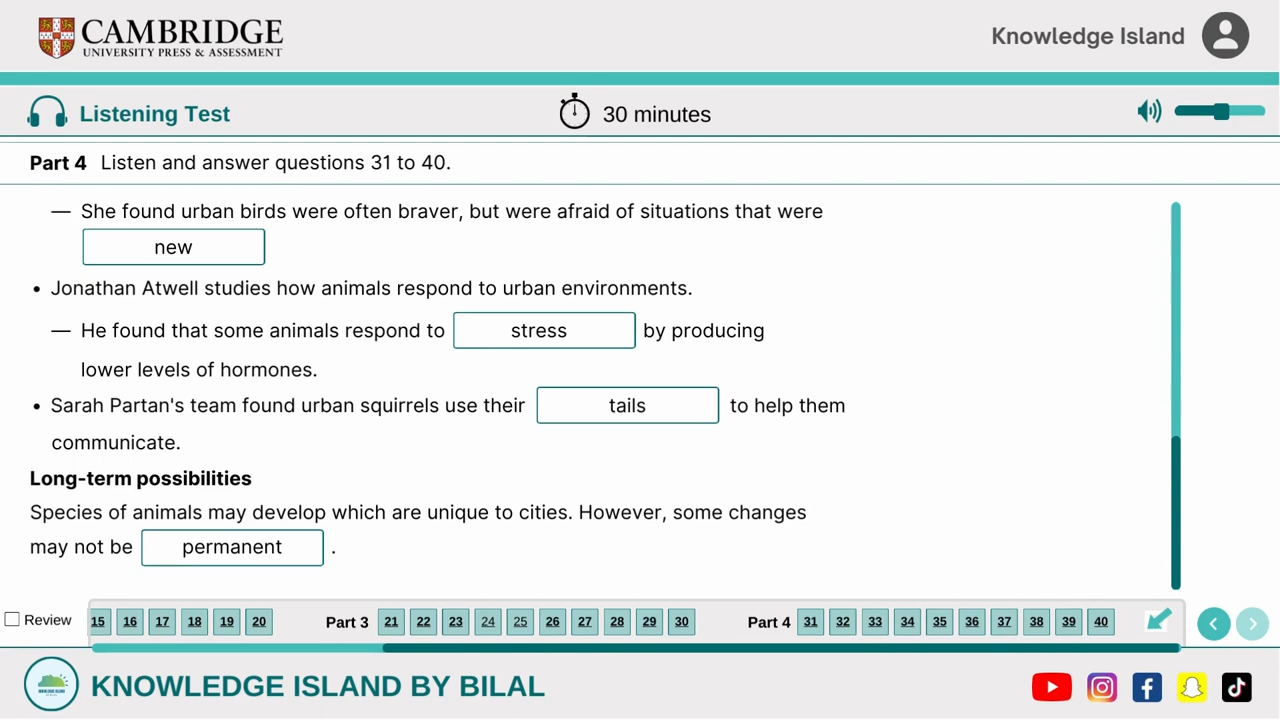 CAMBRIDGE
UNIVERSITY PRESS & ASSESSMENT
Knowledge Island
Listening Test
30 minutes
Part 4 Listen and answer questions 31 to 40.
— She found urban birds were often braver, but were afraid of situations that were
new
• Jonathan Atwell studies how animals respond to urban environments.
— He found that some animals respond to stress by producing
lower levels of hormones.
• Sarah Partan's team found urban squirrels use their tails to help them
communicate.
Long-term possibilities
Species of animals may develop which are unique to cities. However, some changes
may not be permanent .
Review 15 16 17 18 19 20 Part 3 21 22 23 24 25 26 27 28 29 30 Part 4 31 32 33 34 35 36 37 38 39 40
KNOWLEDGE ISLAND BY BILAL